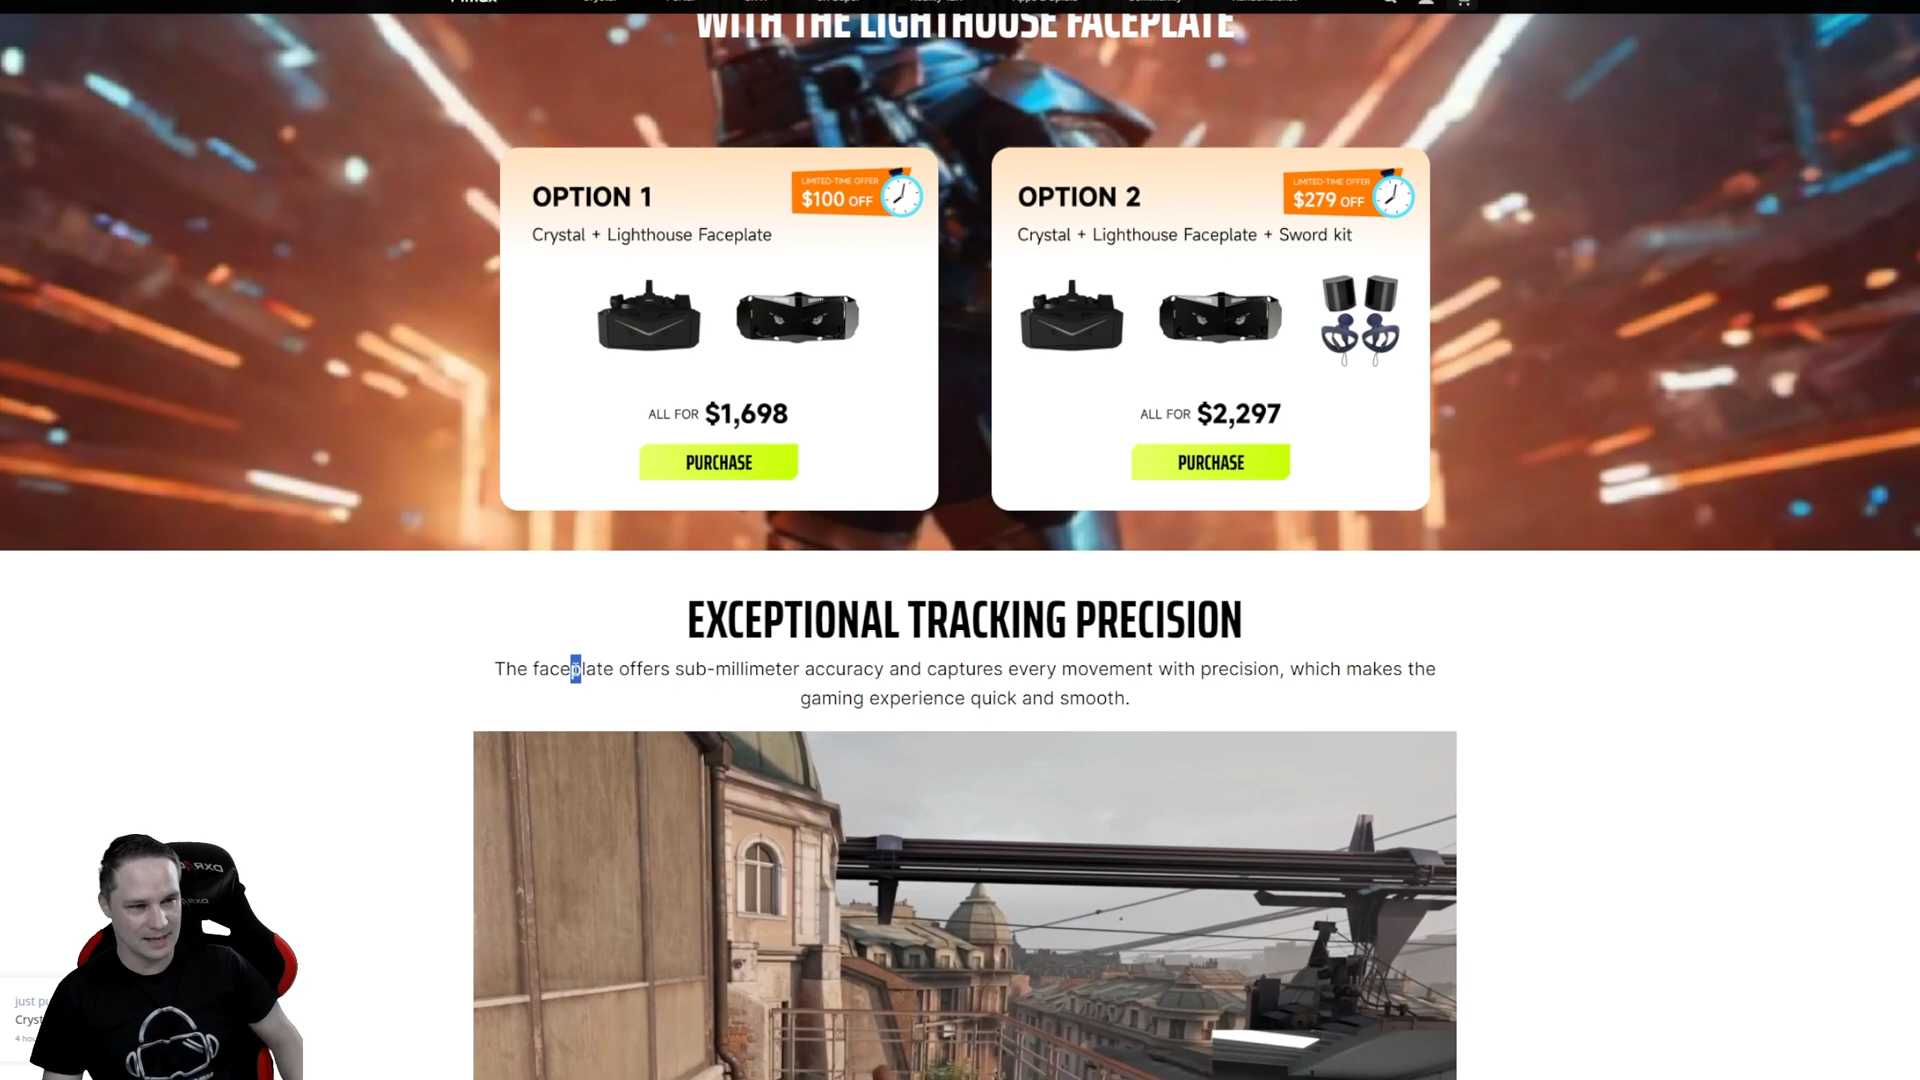 WITH THE LIGHTHOUSE FACEPLATE
OPTION 1
LIMITED-TIME OFFER
$100 OFF
Crystal + Lighthouse Faceplate
ALL FOR $1,698
PURCHASE
OPTION 2
LIMITED-TIME OFFER
$279 OFF
Crystal + Lighthouse Faceplate + Sword kit
ALL FOR $2,297
PURCHASE
EXCEPTIONAL TRACKING PRECISION
The faceplate offers sub-millimeter accuracy and captures every movement with precision, which makes the
gaming experience quick and smooth.
just